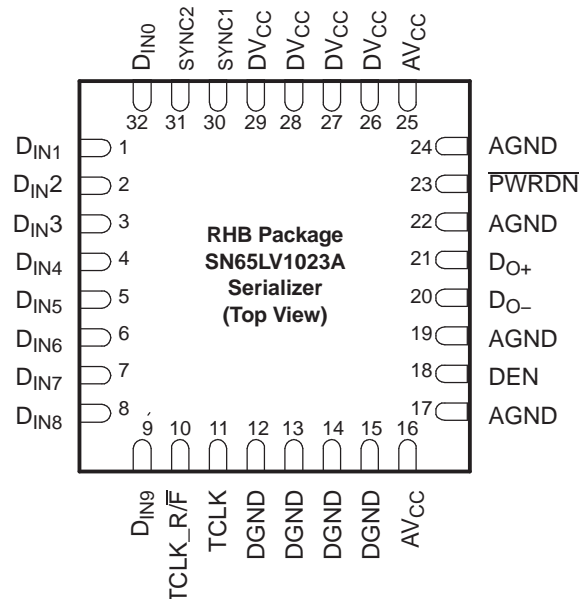 DIN0 SYNC2 SYNC1 DVCC DVCC DVCC DVCC AVCC
32 31 30 29 28 27 26 25
DIN1 1 24 AGND
DIN2 2 23 PWRDN
DIN3 3 22 AGND
DIN4 4 21 DO+
DIN5 5 20 DO–
DIN6 6 19 AGND
DIN7 7 18 DEN
DIN8 8 17 AGND
RHB Package
SN65LV1023A
Serializer
(Top View)
9 10 11 12 13 14 15 16
DIN9 TCLK_R/F TCLK DGND DGND DGND DGND AVCC